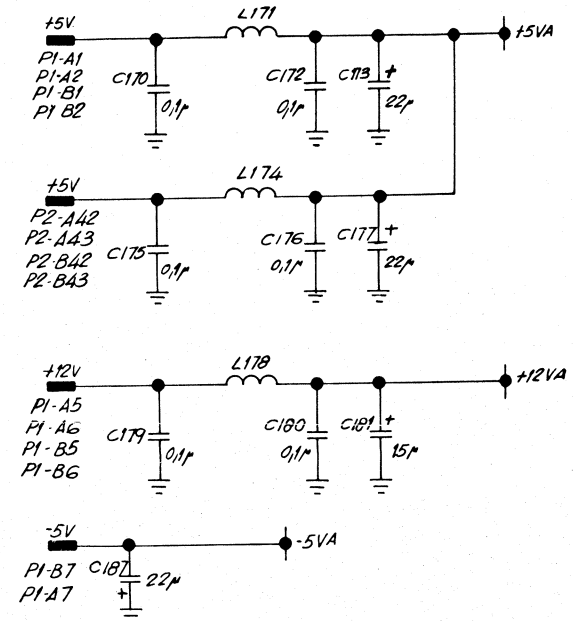 L171
+5V
+5VA
P1-A1
P1-A2
P1-B1
P1 B2
C170
0,1µ
C172
0,1µ
C173
+
22µ
L174
+5V
P2-A42
P2-A43
P2-B42
P2-B43
C175
0,1µ
C176
0,1µ
C177
+
22µ
L178
+12V
+12VA
P1-A5
P1-A6
P1-B5
P1-B6
C179
0,1µ
C180
0,1µ
C181
+
15µ
-5V
-5VA
P1-B7
P1-A7
C187
22µ
+